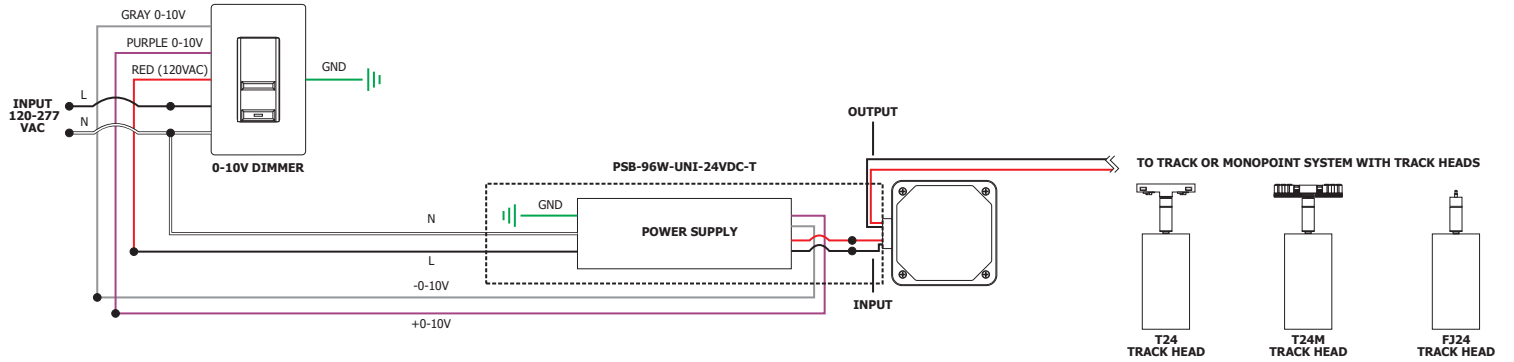 GRAY 0-10V
PURPLE 0-10V
RED (120VAC)
GND
INPUT
120-277
VAC
L
N
0-10V DIMMER
PSB-96W-UNI-24VDC-T
OUTPUT
TO TRACK OR MONOPOINT SYSTEM WITH TRACK HEADS
GND
N
L
POWER SUPPLY
-0-10V
+0-10V
INPUT
T24
TRACK HEAD
T24M
TRACK HEAD
FJ24
TRACK HEAD